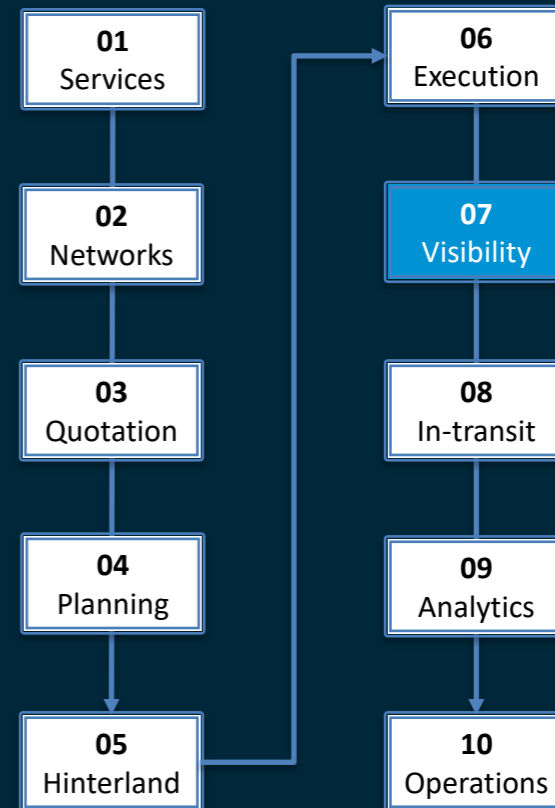 01
Services
02
Networks
03
Quotation
04
Planning
05
Hinterland
06
Execution
07
Visibility
08
In-transit
09
Analytics
10
Operations